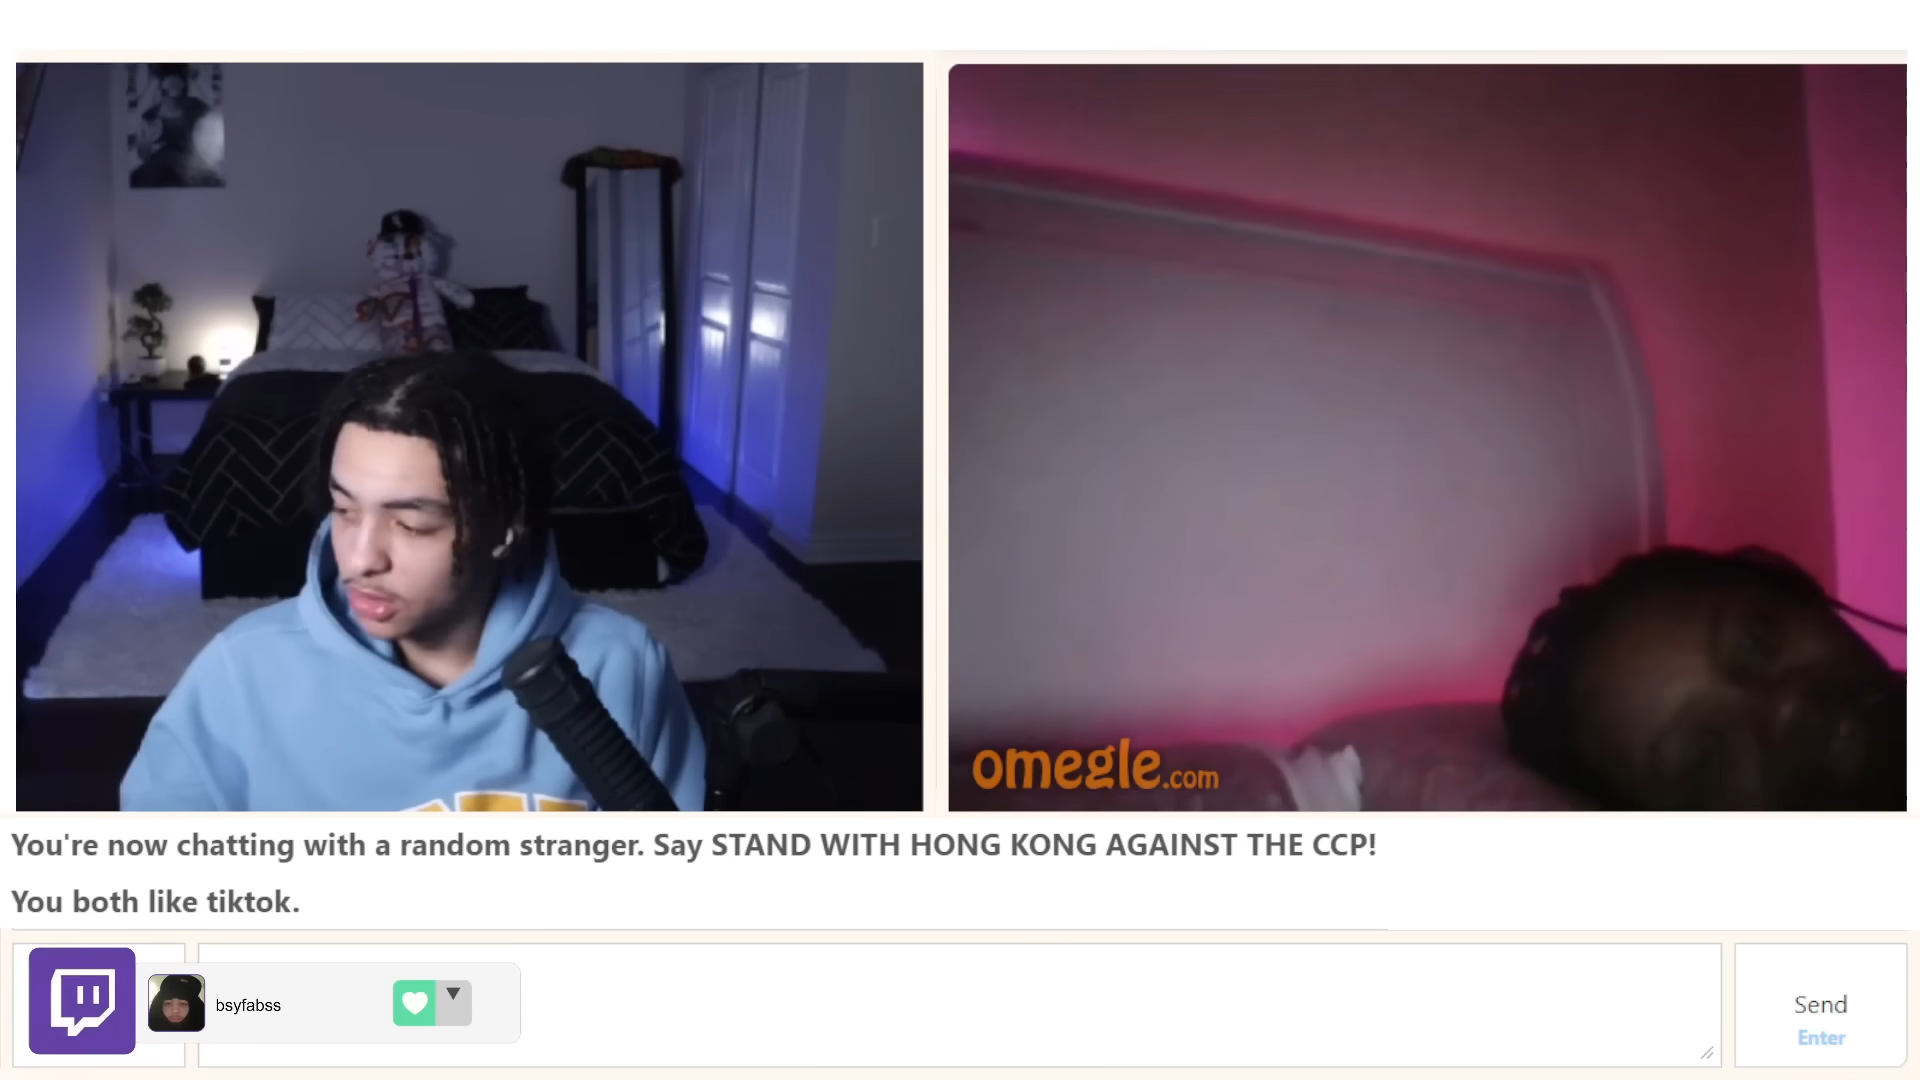 omegle.com
You're now chatting with a random stranger. Say STAND WITH HONG KONG AGAINST THE CCP!
You both like tiktok.
bsyfabss
Send
Enter